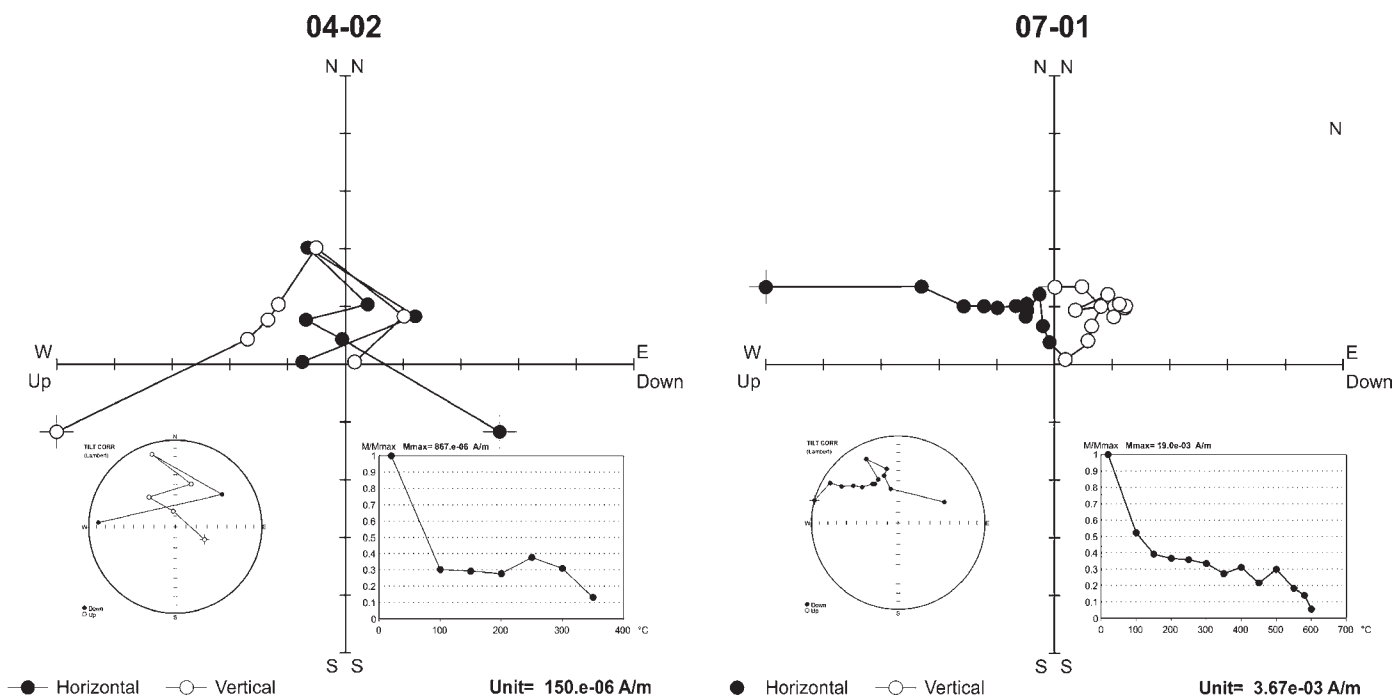 04-02
N N
W
E
Up
Down
TILT CORR
(Lambert)
N
W
E
S
Down
Up
M/Mmax Mmax= 867.e-06 A/m
1
0.9
0.8
0.7
0.6
0.5
0.4
0.3
0.2
0.1
0
0 100 200 300 400 °C
S S
Horizontal Vertical Unit= 150.e-06 A/m
07-01
N N
N
W
E
Up
Down
TILT CORR
(Lambert)
N
W
E
S
Down
Up
M/Mmax Mmax= 19.0e-03 A/m
1
0.9
0.8
0.7
0.6
0.5
0.4
0.3
0.2
0.1
0
0 100 200 300 400 500 600 700 °C
S S
Horizontal Vertical Unit= 3.67e-03 A/m